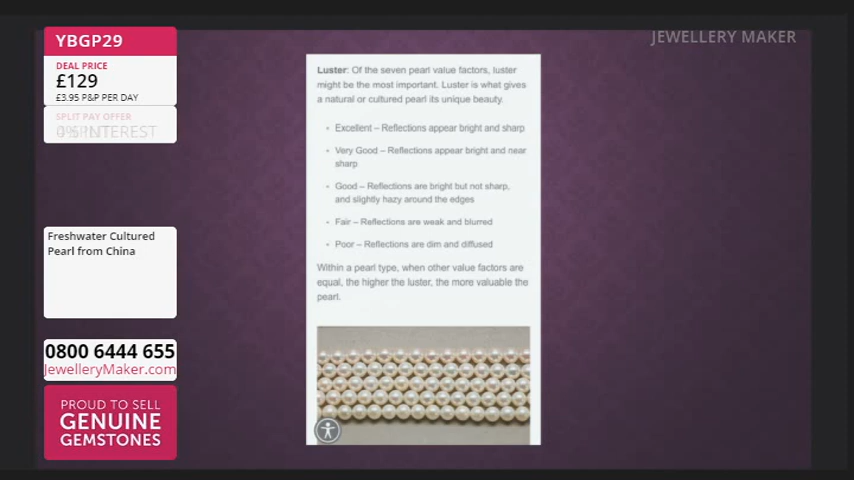 YBGP29
DEAL PRICE
£129
£3.95 P&P PER DAY
SPLIT PAY OFFER
INTEREST
Freshwater Cultured
Pearl from China
0800 6444 655
JewelleryMaker.com
PROUD TO SELL
GENUINE
GEMSTONES
JEWELLERY MAKER
Luster: Of the seven pearl value factors, luster
might be the most important. Luster is what gives
a natural or cultured pearl its unique beauty.
• Excellent – Reflections appear bright and sharp
• Very Good – Reflections appear bright and near
sharp
• Good – Reflections are bright but not sharp,
and slightly hazy around the edges
• Fair – Reflections are weak and blurred
• Poor – Reflections are dim and diffused
Within a pearl type, when other value factors are
equal, the higher the luster, the more valuable the
pearl.